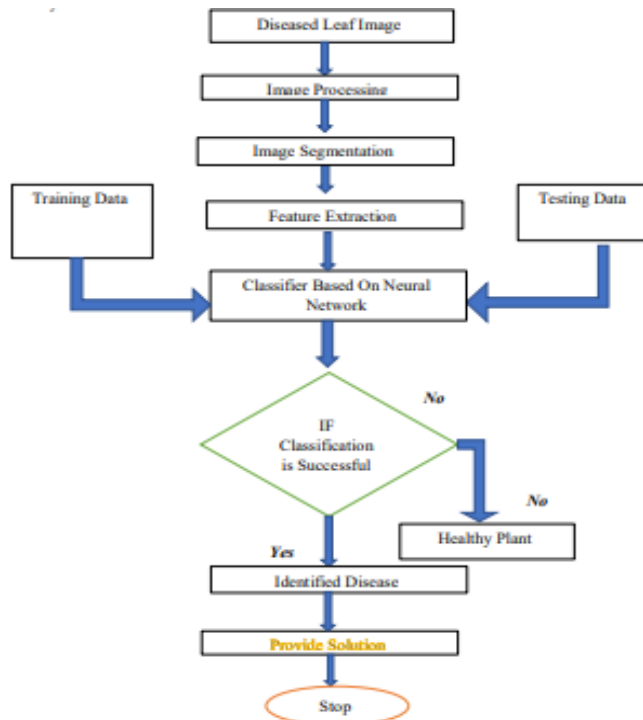 Diseased Leaf Image
Image Processing
Image Segmentation
Training Data
Testing Data
Feature Extraction
Classifier Based On Neural
Network
No
IF
Classification
is Successful
No
Healthy Plant
Yes
Identified Disease
Provide Solution
Stop